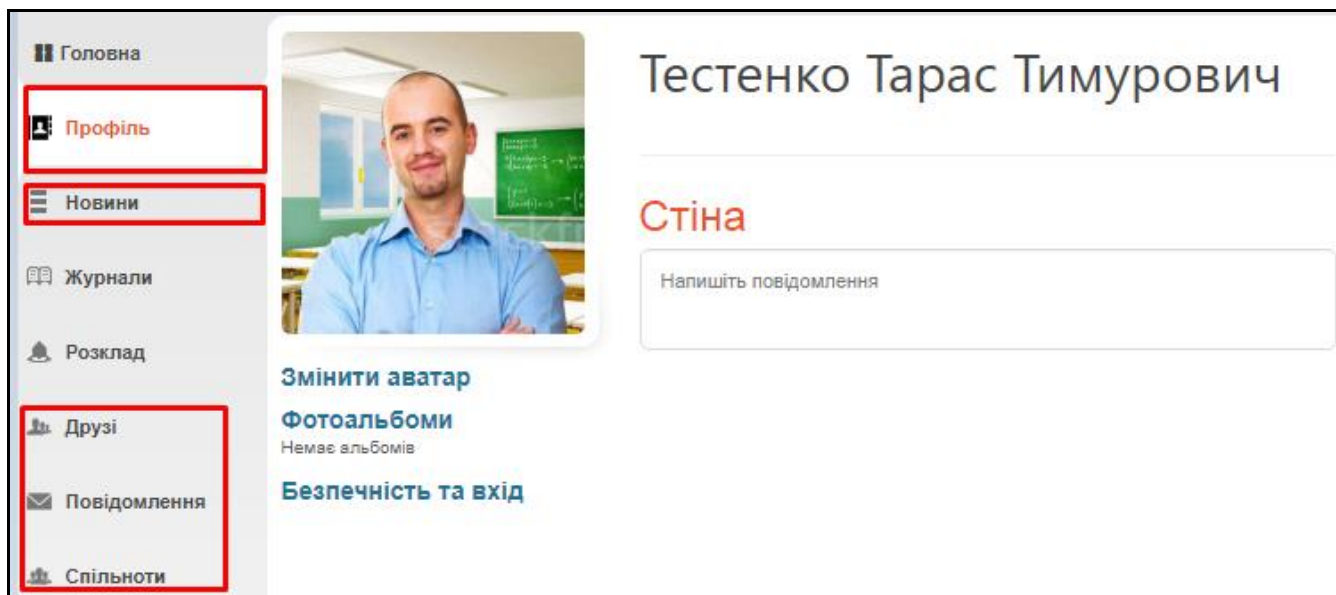 Головна
Профіль
Новини
Журнали
Розклад
Друзі
Повідомлення
Спільноти
Змінити аватар
Фотоальбоми
Немає альбомів
Безпечність та вхід
Тестенко Тарас Тимурович
Стіна
Напишіть повідомлення